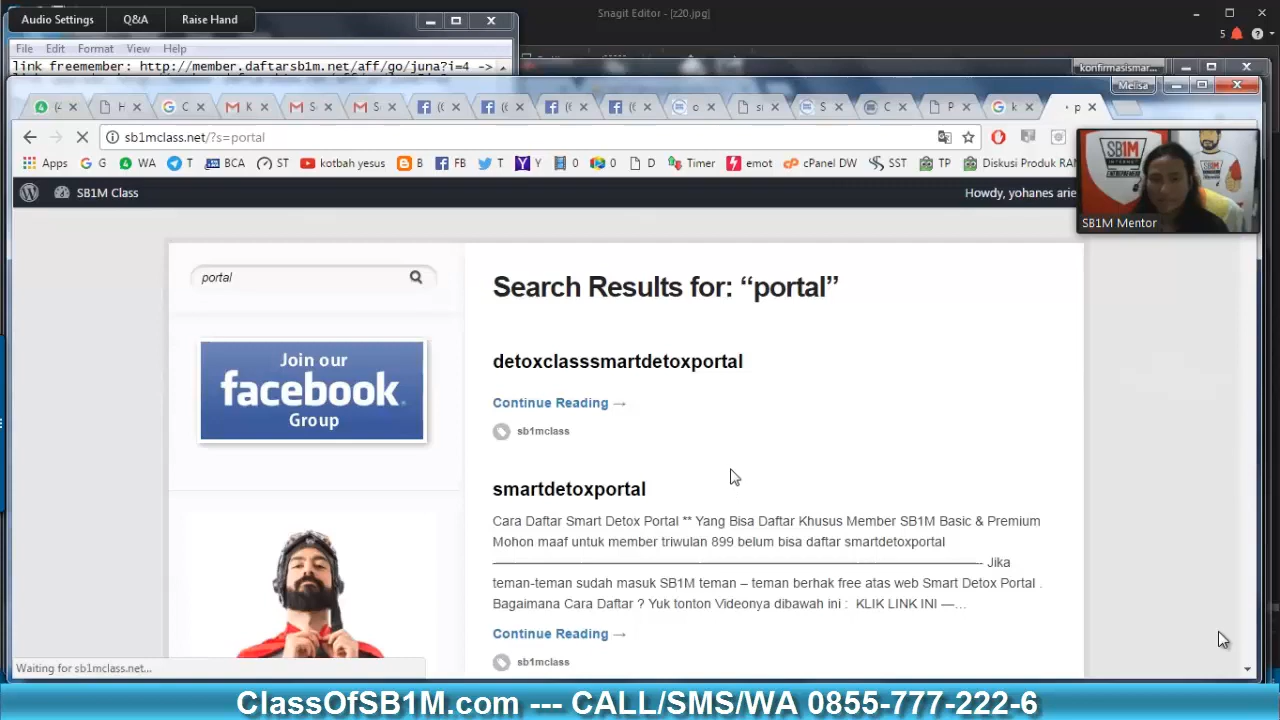 Audio Settings
Q&A
Raise Hand
Snagit Editor - [z20.jpg]
5
File Edit Format View Help
link freemember: http://member.daftarsb1m.net/aff/go/juna?i=4 ->
konfirmasismar...
Melisa
sb1mclass.net/?s=portal
Apps G WA T BCA ST kotbah yesus B FB T Y 0 0 D Timer emot cPanel DW SST TP Diskusi Produk RAN
SB1M Class
Howdy, yohanes arie
SB1M
INTERNET
SB1M Mentor
portal
Search Results for: “portal”
Join our
facebook
Group
detoxclasssmartdetoxportal
Continue Reading →
sb1mclass
smartdetoxportal
Cara Daftar Smart Detox Portal ** Yang Bisa Daftar Khusus Member SB1M Basic & Premium
Mohon maaf untuk member triwulan 899 belum bisa daftar smartdetoxportal
—————————————————————————————- Jika
teman-teman sudah masuk SB1M teman – teman berhak free atas web Smart Detox Portal .
Bagaimana Cara Daftar ? Yuk tonton Videonya dibawah ini :  KLIK LINK INI —…
Continue Reading →
sb1mclass
Waiting for sb1mclass.net...
ClassOfSB1M.com --- CALL/SMS/WA 0855-777-222-6